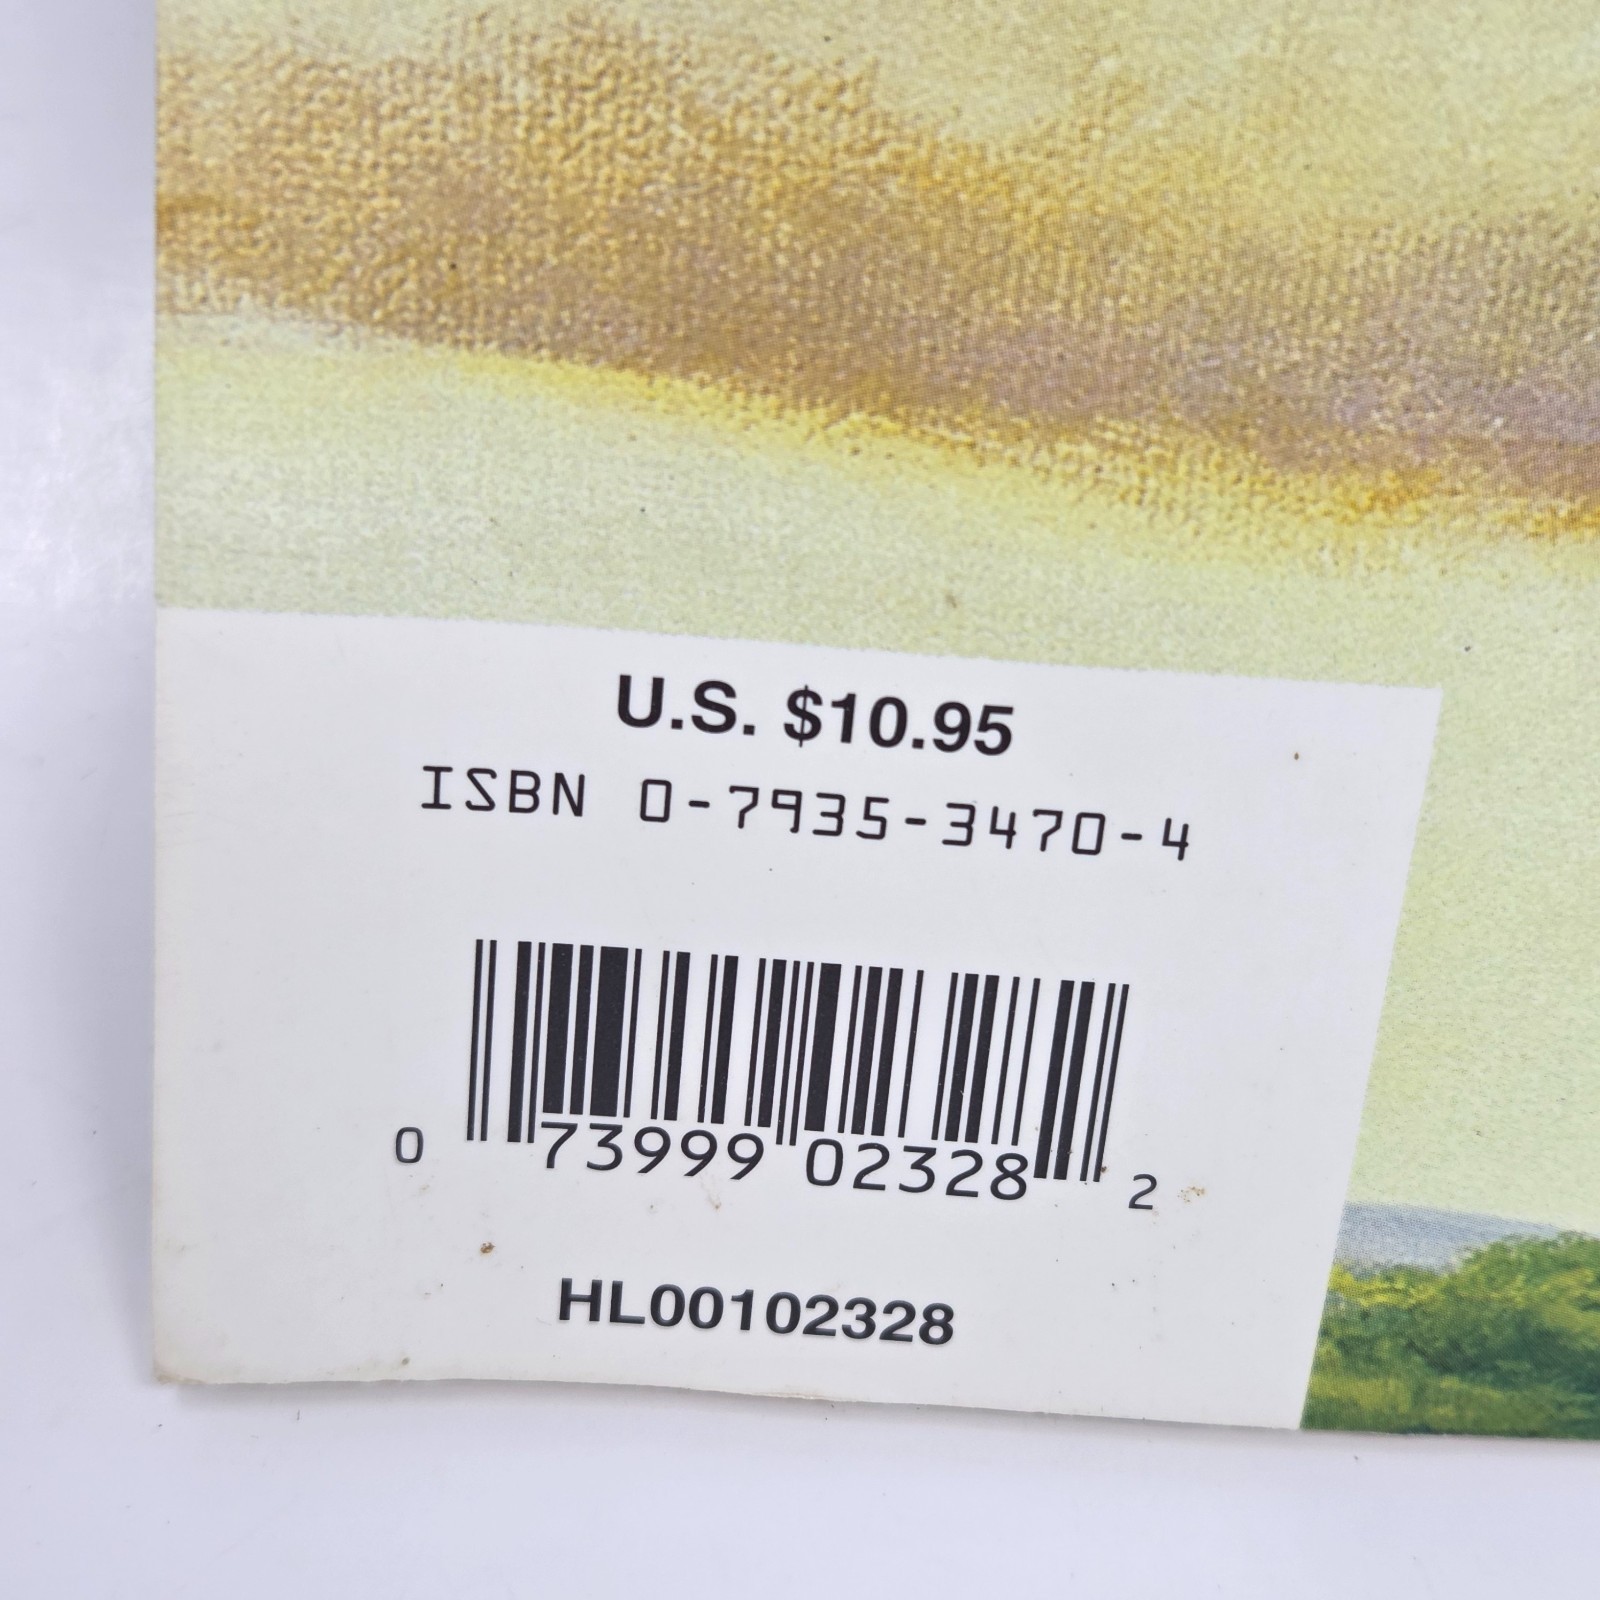 U.S. $10.95
ISBN 0-7935-3470-4
0 73999 02328 2
HL00102328